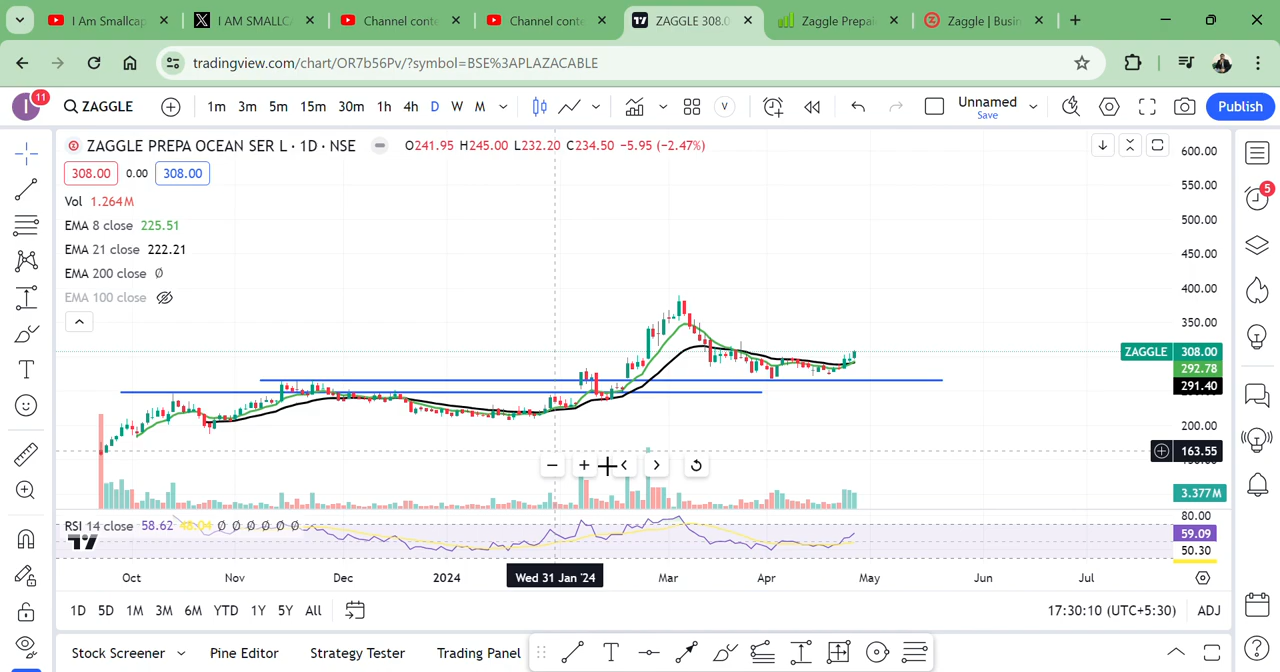 I Am Smallcap
I AM SMALLCA
Channel conte
Channel conte
ZAGGLE 308.0
Zaggle Prepai
Zaggle | Busin
tradingview.com/chart/OR7b56Pv/?symbol=BSE%3APLAZACABLE
I 11 ZAGGLE 1m 3m 5m 15m 30m 1h 4h D W M V Unnamed Save Publish
ZAGGLE PREPA OCEAN SER L · 1D · NSE O241.95 H245.00 L232.20 C234.50 −5.95 (−2.47%)
308.00 0.00 308.00
Vol 1.264M
EMA 8 close 225.51
EMA 21 close 222.21
EMA 200 close Ø
EMA 100 close
600.00
550.00
500.00
450.00
400.00
350.00
ZAGGLE 308.00
292.78
291.40
200.00
163.55
3.377M
5
RSI 14 close 58.62 48.04 Ø Ø Ø Ø Ø Ø
80.00
59.09
50.30
Oct Nov Dec 2024 Wed 31 Jan '24 Mar Apr May Jun Jul
1D 5D 1M 3M 6M YTD 1Y 5Y All 17:30:10 (UTC+5:30) ADJ
Stock Screener Pine Editor Strategy Tester Trading Panel